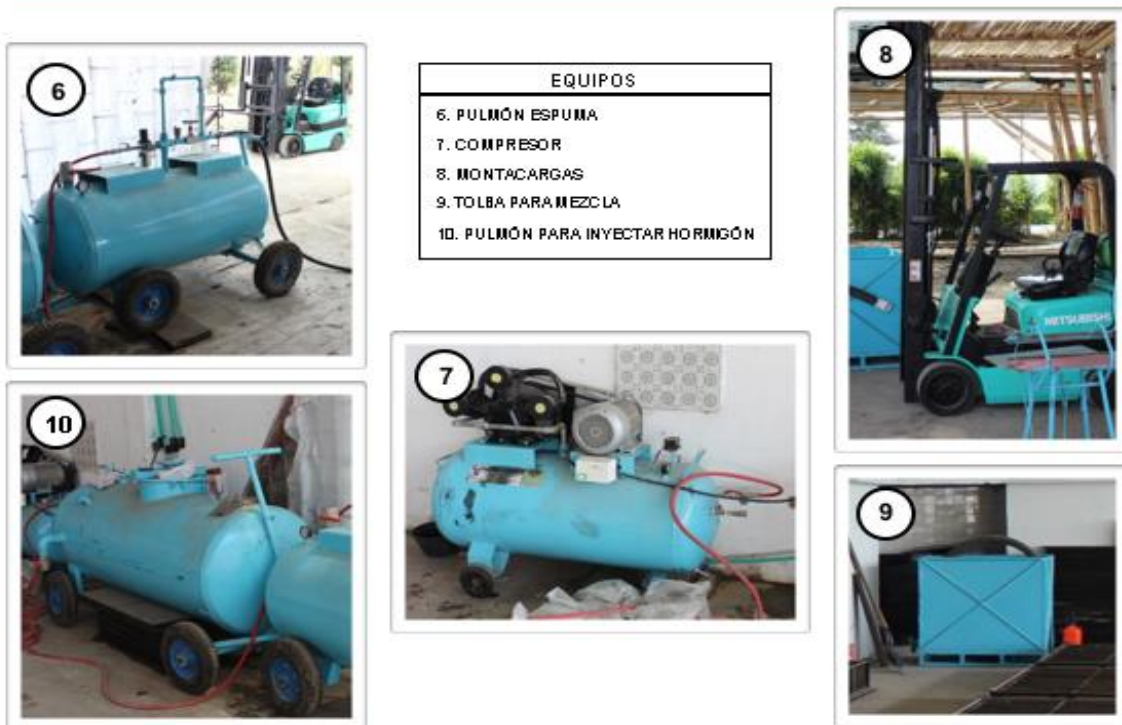 6
EQUIPOS
6. PULMÓN ESPUMA
7. COMPRESOR
8. MONTACARGAS
9. TOLBA PARA MEZCLA
10. PULMÓN PARA INYECTAR HORMIGÓN
8
MITSUBISHI
10
7
9